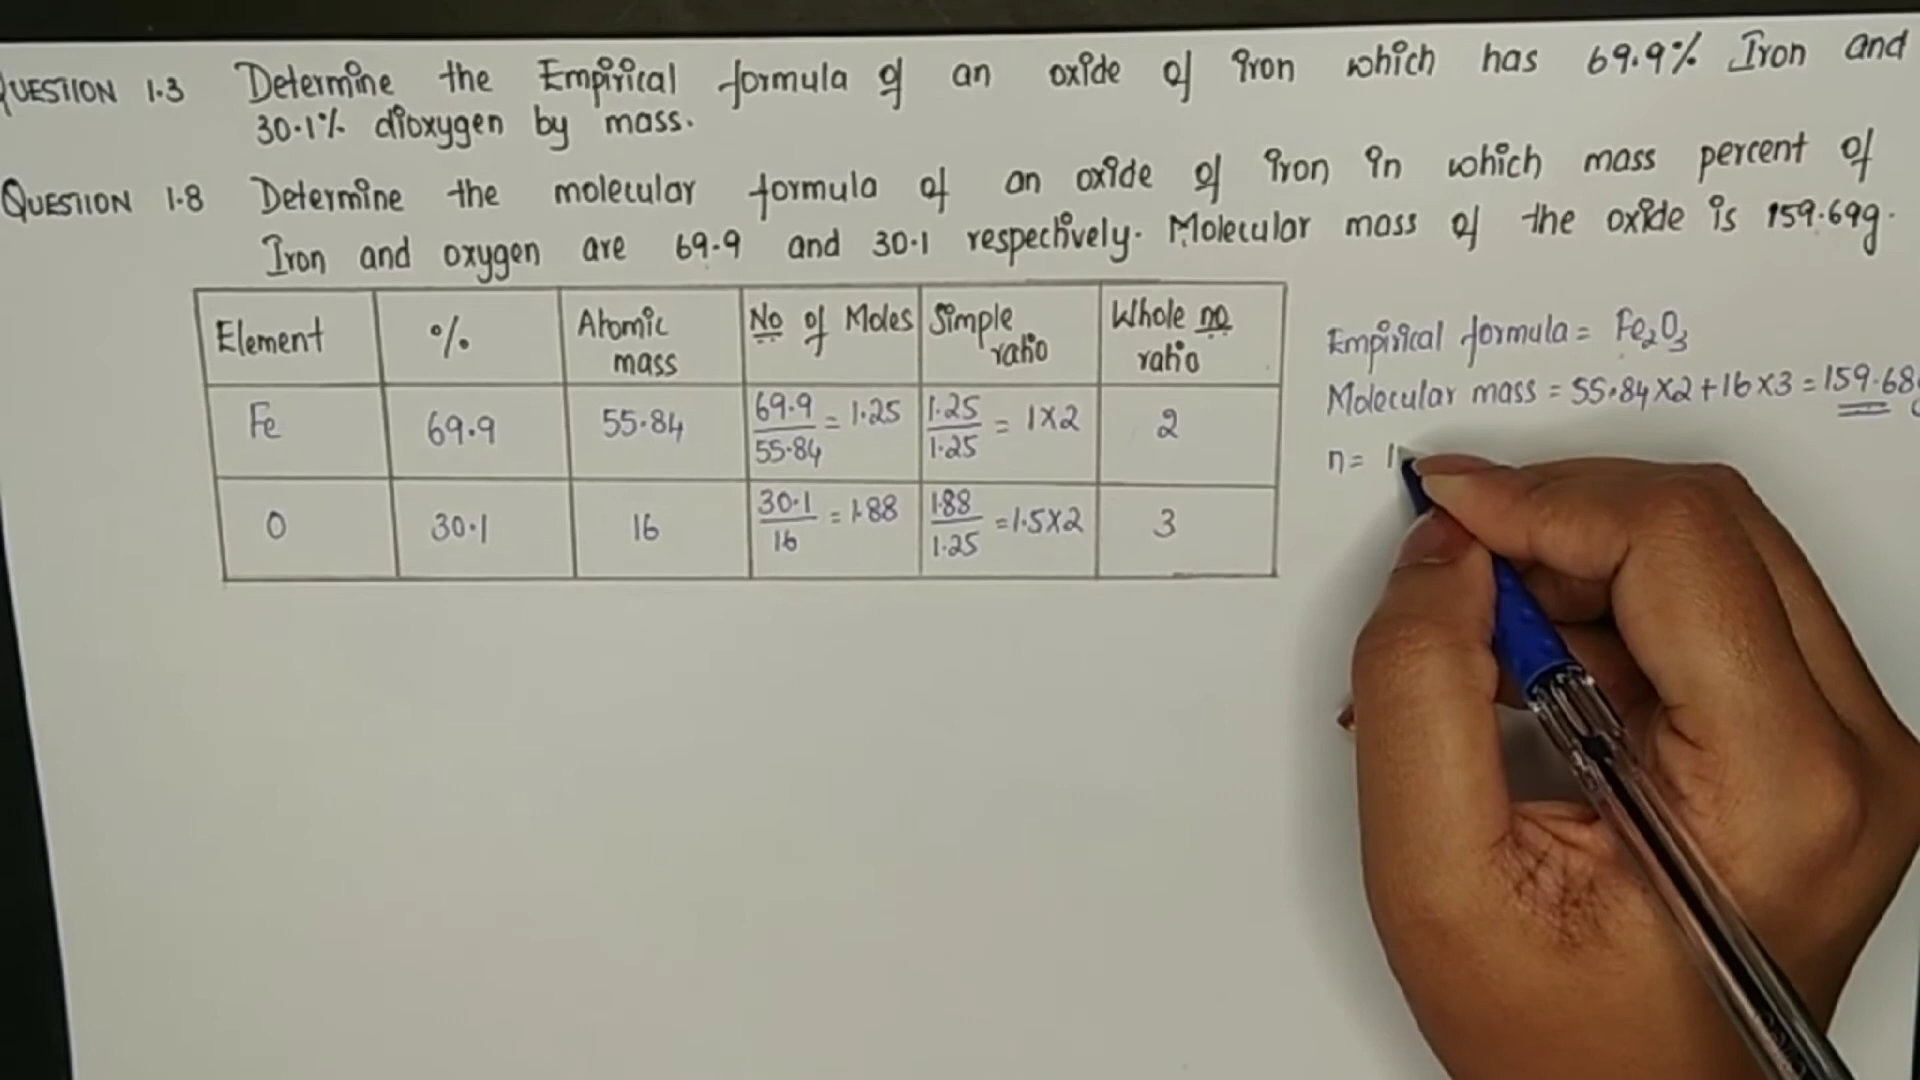 QUESTION 1.3 Determine the Empirical formula of an oxide of iron which has 69.9% Iron and
30.1% dioxygen by mass.
QUESTION 1.8 Determine the molecular formula of an oxide of iron in which mass percent of
Iron and oxygen are 69.9 and 30.1 respectively. Molecular mass of the oxide is 159.69g.
Element % Atomic mass No of Moles Simple ratio Whole no ratio
Fe 69.9 55.84 69.9/55.84 = 1.25 1.25/1.25 = 1×2 2
O 30.1 16 30.1/16 = 1.88 1.88/1.25 = 1.5×2 3
Empirical formula = Fe₂O₃
Molecular mass = 55.84×2+16×3 = 159.68
n = 1